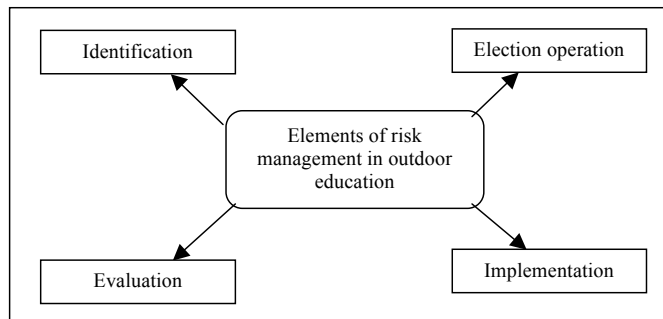 Identification
Election operation
Elements of risk
management in outdoor
education
Evaluation
Implementation